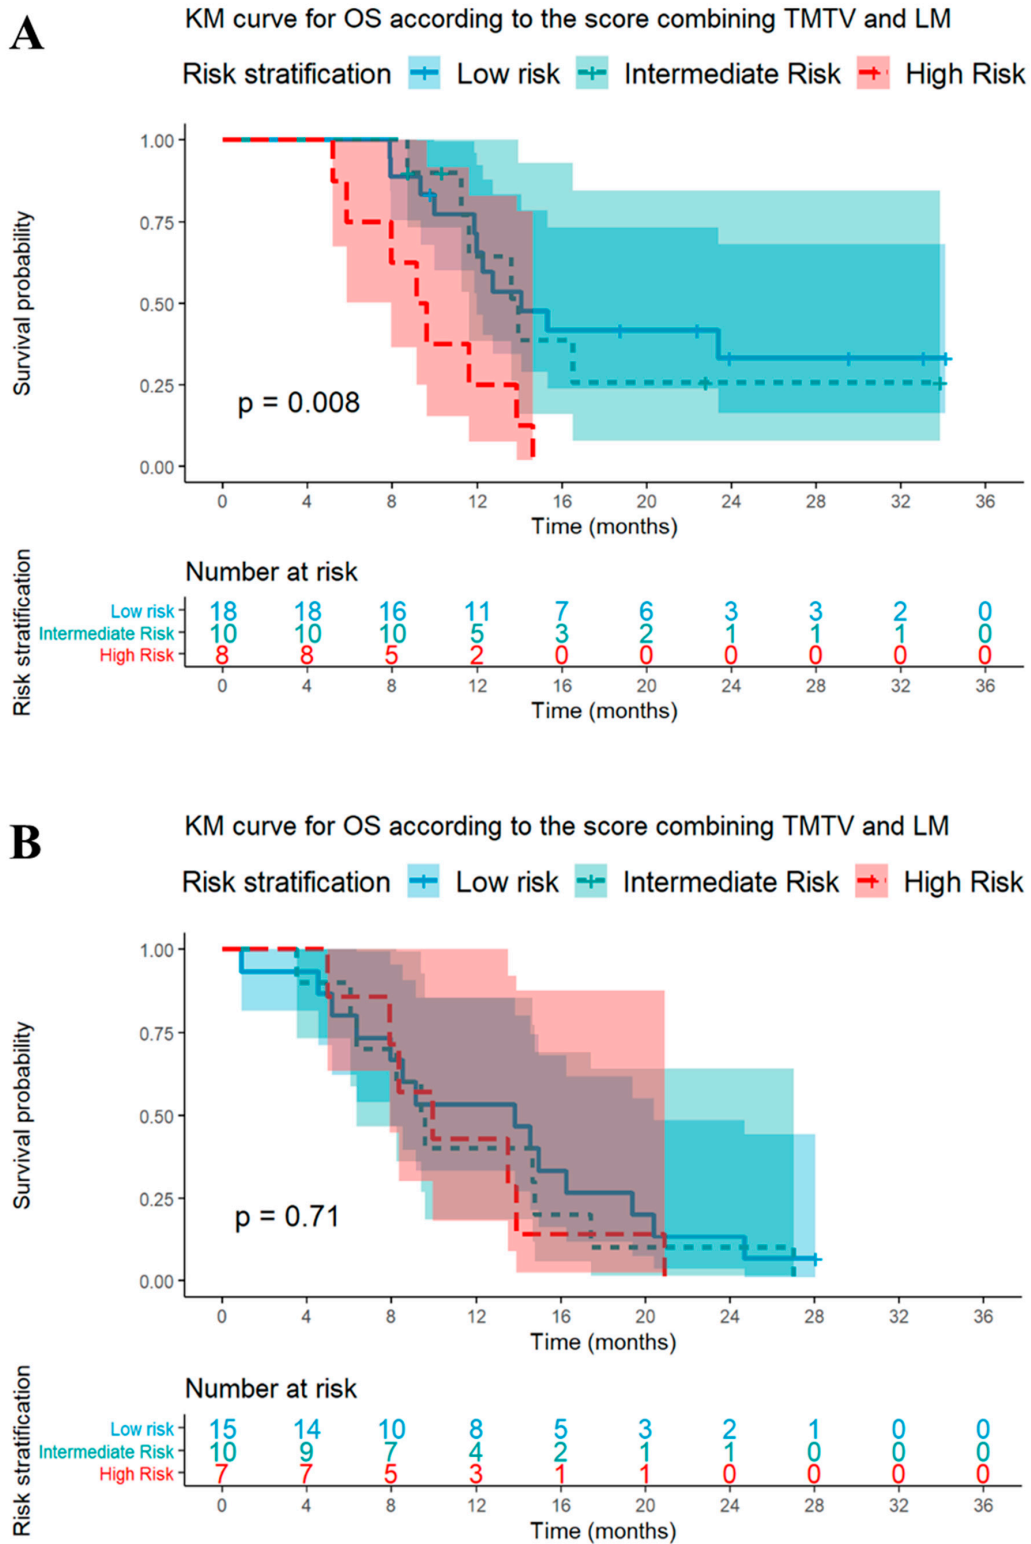 A
KM curve for OS according to the score combining TMTV and LM
Risk stratification Low risk Intermediate Risk High Risk
1.00
0.75
0.50
0.25
0.00
Survival probability
p = 0.008
0 4 8 12 16 20 24 28 32 36
Time (months)
Number at risk
Risk stratification
Low risk 18 18 16 11 7 6 3 3 2 0
Intermediate Risk 10 10 10 5 3 2 1 1 1 0
High Risk 8 8 5 2 0 0 0 0 0 0
0 4 8 12 16 20 24 28 32 36
Time (months)
B
KM curve for OS according to the score combining TMTV and LM
Risk stratification Low risk Intermediate Risk High Risk
1.00
0.75
0.50
0.25
0.00
Survival probability
p = 0.71
0 4 8 12 16 20 24 28 32 36
Time (months)
Number at risk
Risk stratification
Low risk 15 14 10 8 5 3 2 1 0 0
Intermediate Risk 10 9 7 4 2 1 1 0 0 0
High Risk 7 7 5 3 1 1 0 0 0 0
0 4 8 12 16 20 24 28 32 36
Time (months)